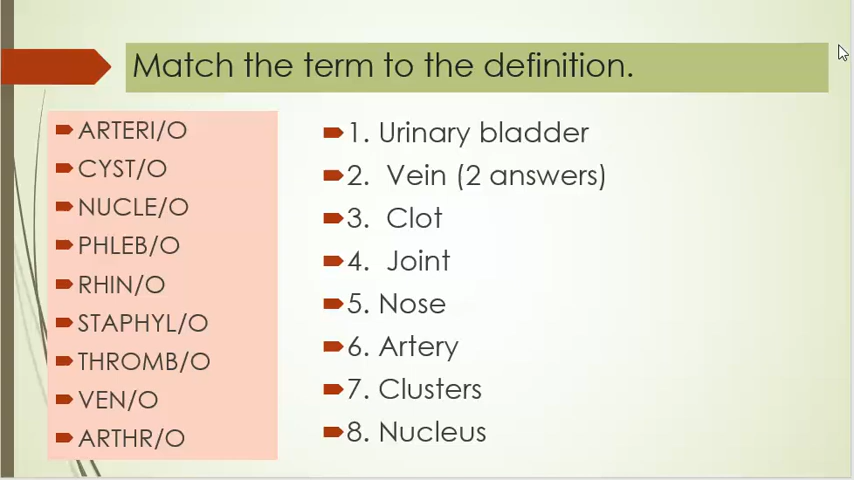 Match the term to the definition.
ARTERI/O
CYST/O
NUCLE/O
PHLEB/O
RHIN/O
STAPHYL/O
THROMB/O
VEN/O
ARTHR/O
1. Urinary bladder
2. Vein (2 answers)
3. Clot
4. Joint
5. Nose
6. Artery
7. Clusters
8. Nucleus